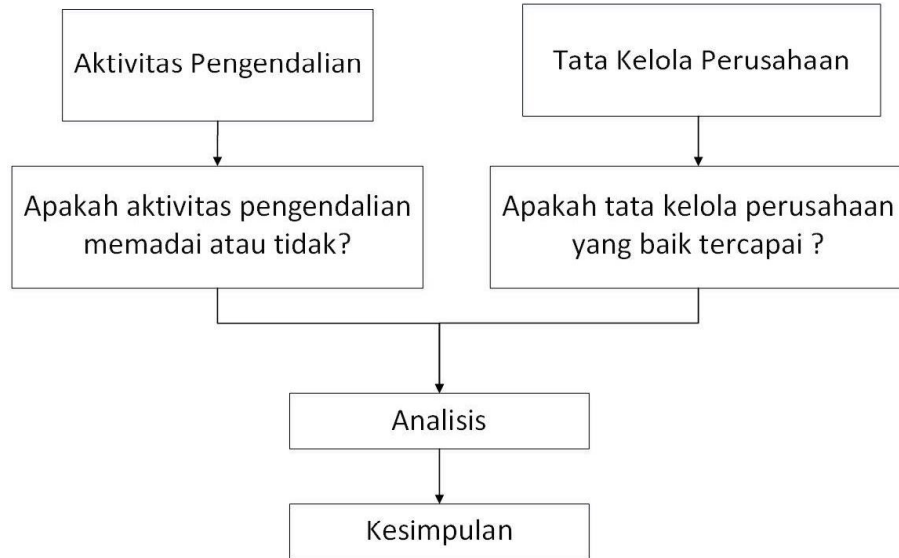 Aktivitas Pengendalian
Tata Kelola Perusahaan
Apakah aktivitas pengendalian
memadai atau tidak?
Apakah tata kelola perusahaan
yang baik tercapai ?
Analisis
Kesimpulan